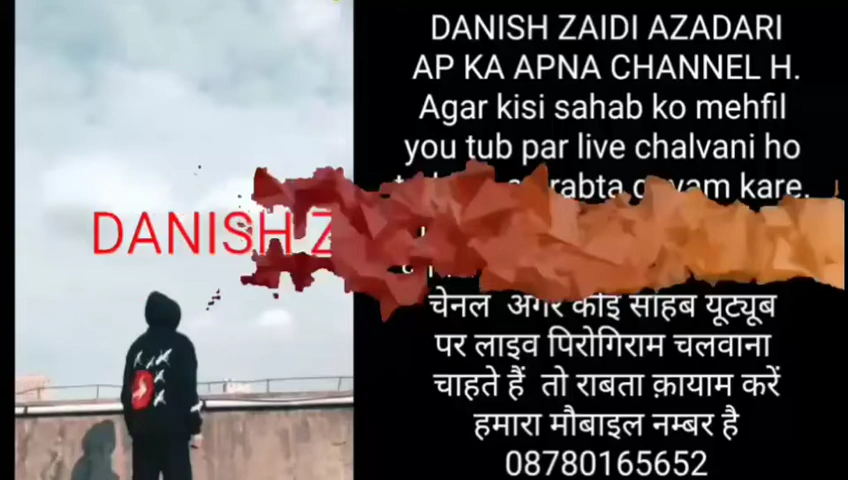 DANISH
DANISH ZAIDI AZADARI
AP KA APNA CHANNEL H.
Agar kisi sahab ko mehfil
you tub par live chalvani ho
kare.
चेनल अगर कोइ साहब यूट्यूब
पर लाइव पिरोगिराम चलवाना
चाहते हैं तो राबता क़ायाम करें
हमारा मौबाइल नम्बर है
08780165652